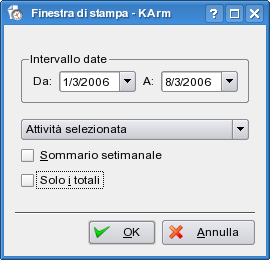 Finestra di stampa - KArm
Intervallo date
Da: 1/3/2006 A: 8/3/2006
Attività selezionata
Sommario setimanale
Solo i totali
OK Annulla